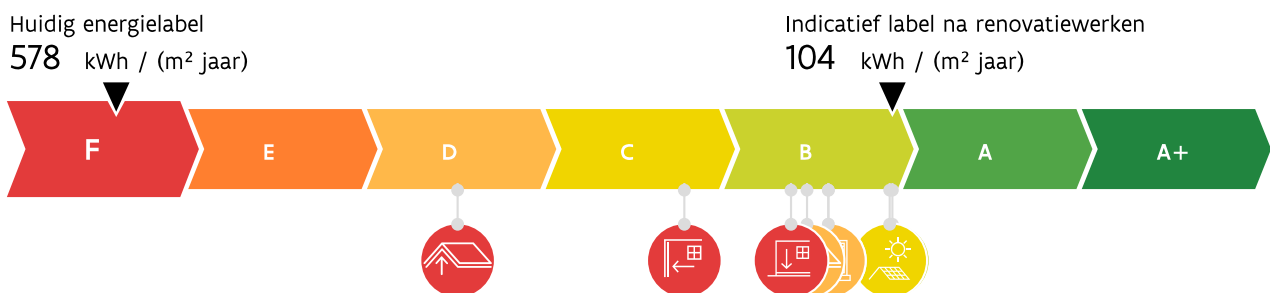 Huidig energielabel
578 kWh / (m² jaar)
Indicatief label na renovatiewerken
104 kWh / (m² jaar)
F E D C B A A+